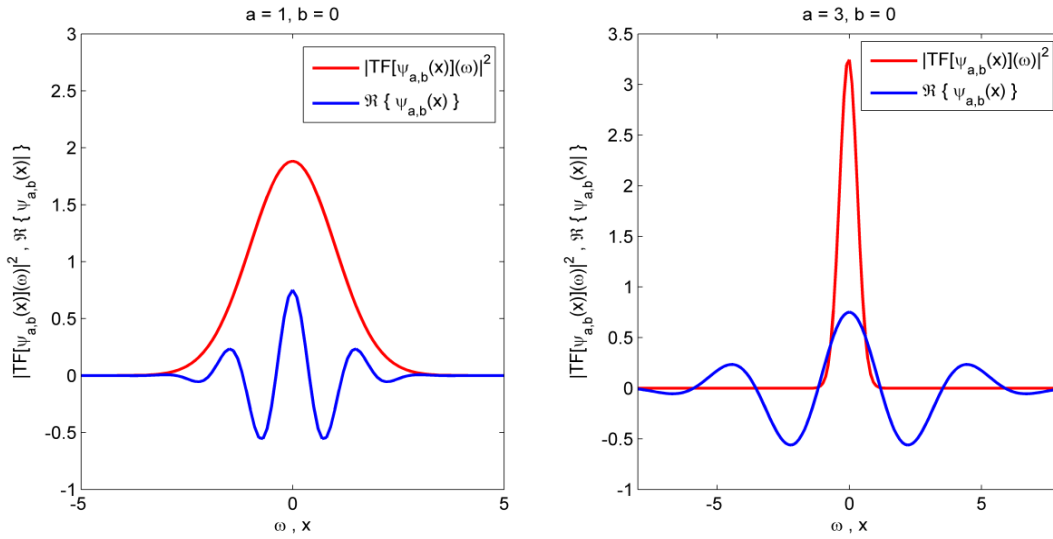 a = 1, b = 0
|TF[ψa,b(x)](ω)|2
ℜ { ψa,b(x) }
|TF[ψa,b(x)](ω)|2 , ℜ { ψa,b(x)| }
3
2.5
2
1.5
1
0.5
0
-0.5
-1
-5
0
5
ω , x
a = 3, b = 0
|TF[ψa,b(x)](ω)|2
ℜ { ψa,b(x) }
|TF[ψa,b(x)](ω)|2 , ℜ { ψa,b(x)| }
3.5
3
2.5
2
1.5
1
0.5
0
-0.5
-1
-5
0
5
ω , x